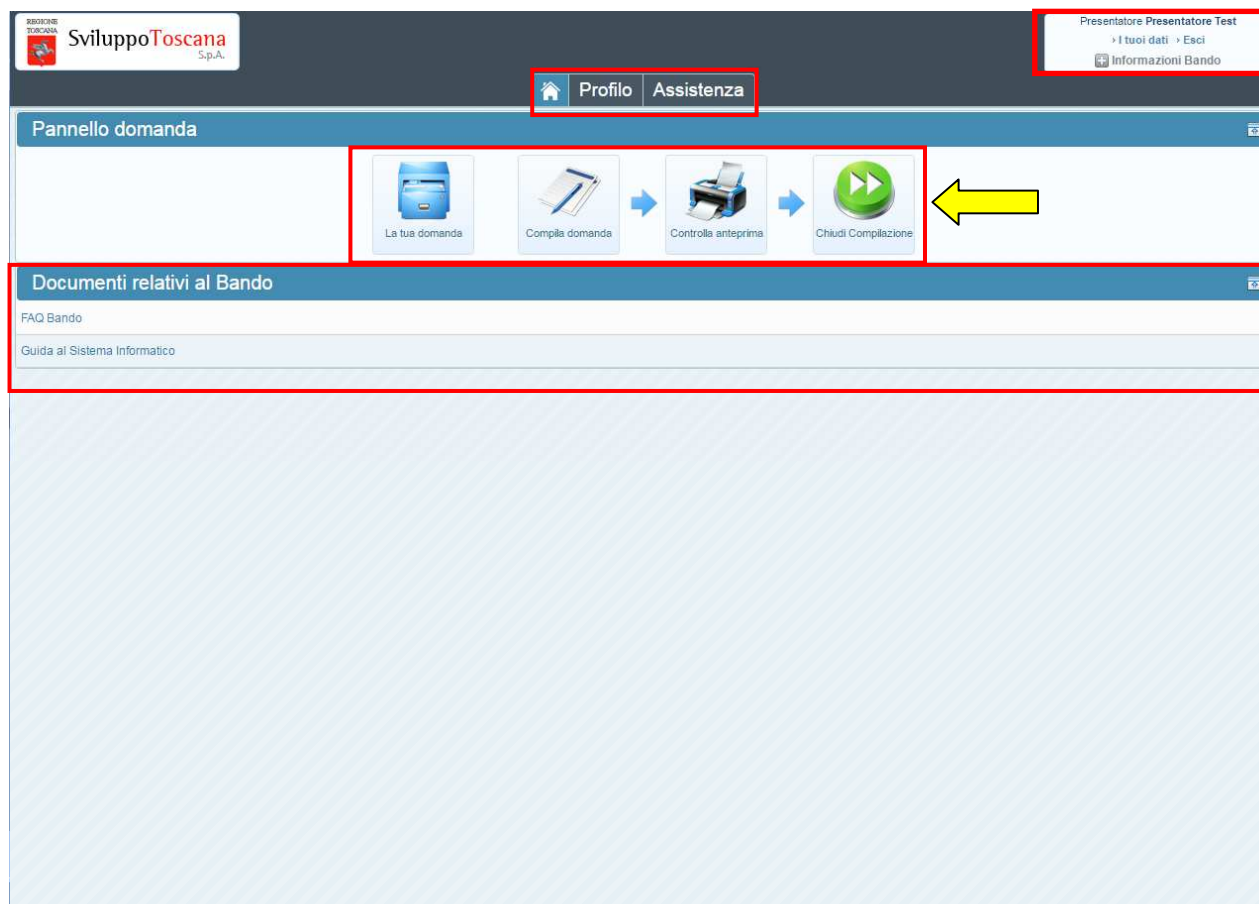 REGIONE
TOSCANA
SviluppoToscana
S.p.A.
Presentatore Presentatore Test
› I tuoi dati › Esci
Informazioni Bando
Profilo Assistenza
Pannello domanda
La tua domanda Compila domanda Controlla anteprima Chiudi Compilazione
Documenti relativi al Bando
FAQ Bando
Guida al Sistema Informatico